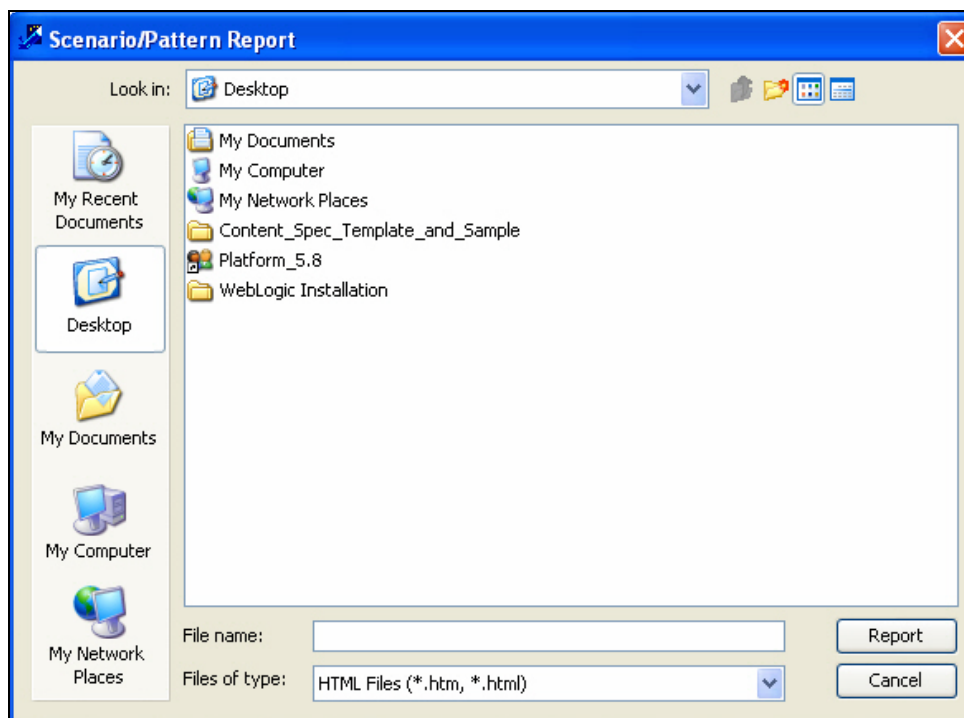 Scenario/Pattern Report
Look in:
Desktop
My Recent
Documents
Desktop
My Documents
My Computer
My Network
Places
My Documents
My Computer
My Network Places
Content_Spec_Template_and_Sample
Platform_5.8
WebLogic Installation
File name:
Report
Files of type:
HTML Files (*.htm, *.html)
Cancel